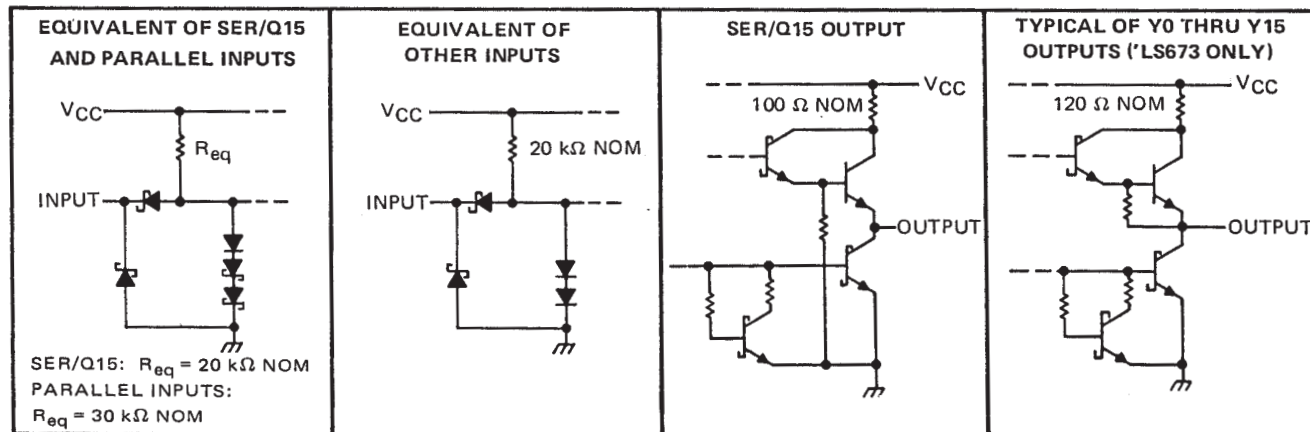 EQUIVALENT OF SER/Q15
AND PARALLEL INPUTS
VCC
Req
INPUT
SER/Q15: Req = 20 kΩ NOM
PARALLEL INPUTS:
Req = 30 kΩ NOM
EQUIVALENT OF
OTHER INPUTS
VCC
20 kΩ NOM
INPUT
SER/Q15 OUTPUT
VCC
100 Ω NOM
OUTPUT
TYPICAL OF Y0 THRU Y15
OUTPUTS ('LS673 ONLY)
VCC
120 Ω NOM
OUTPUT